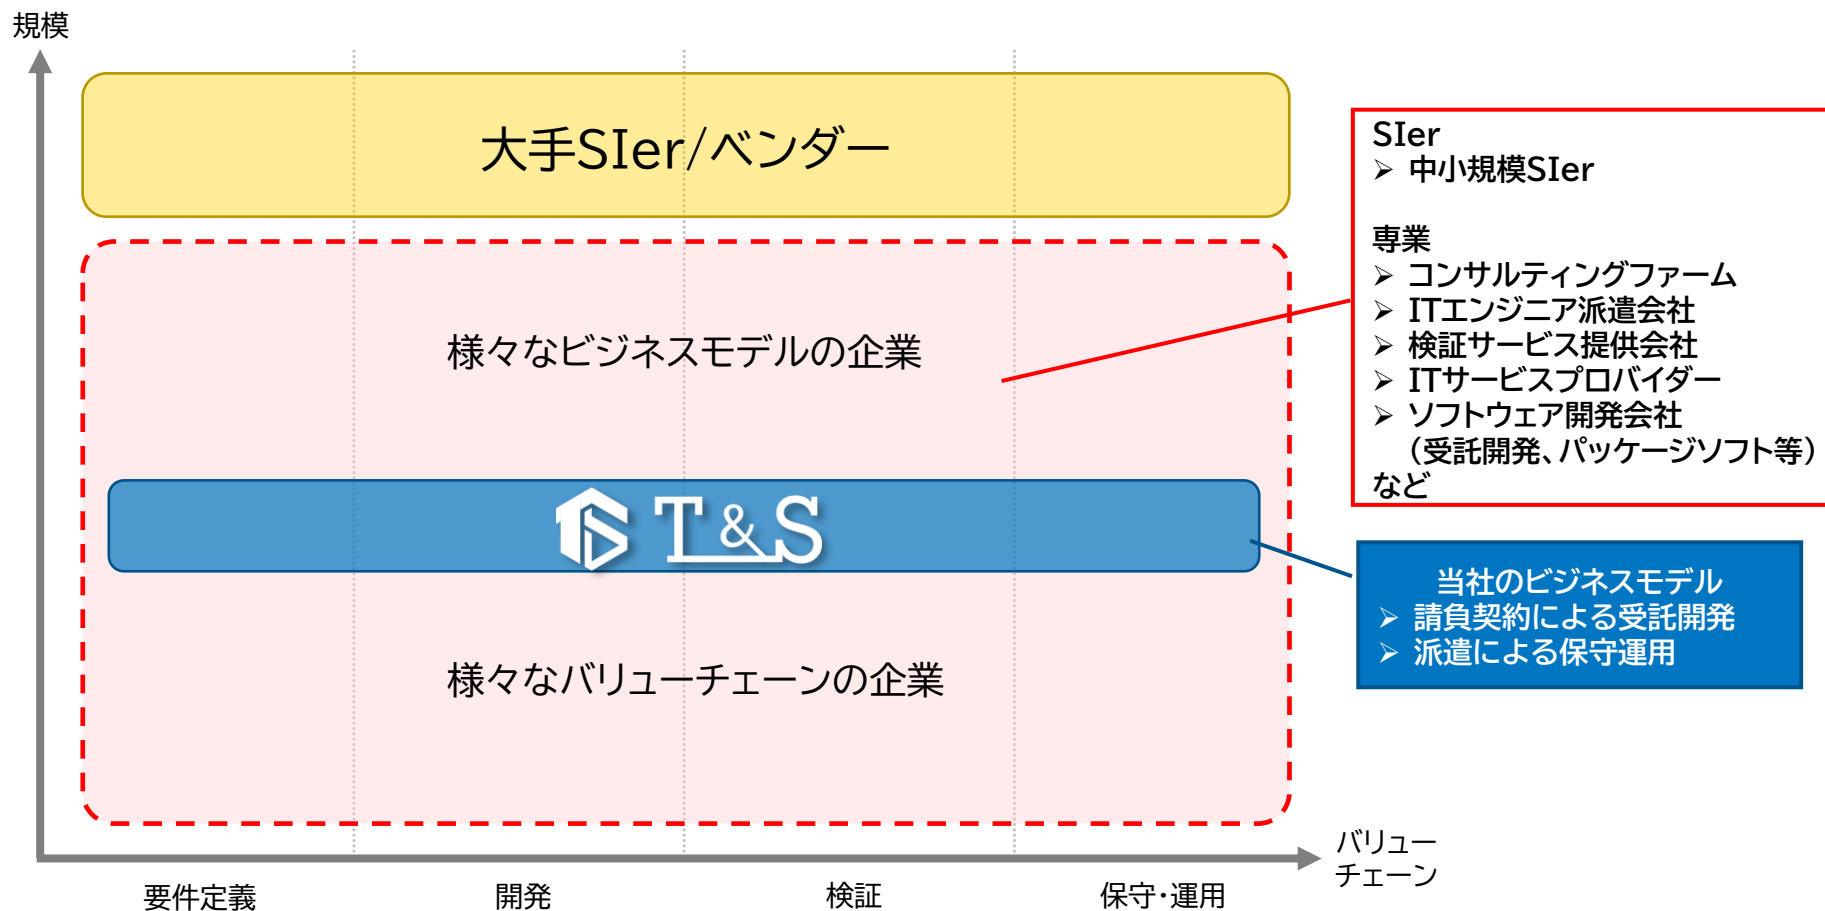 規模
大手SIer/ベンダー
様々なビジネスモデルの企業
T&S
様々なバリューチェーンの企業
SIer
➢ 中小規模SIer
専業
➢ コンサルティングファーム
➢ ITエンジニア派遣会社
➢ 検証サービス提供会社
➢ ITサービスプロバイダー
➢ ソフトウェア開発会社
（受託開発、パッケージソフト等）
など
当社のビジネスモデル
➢ 請負契約による受託開発
➢ 派遣による保守運用
バリュー
チェーン
要件定義
開発
検証
保守・運用